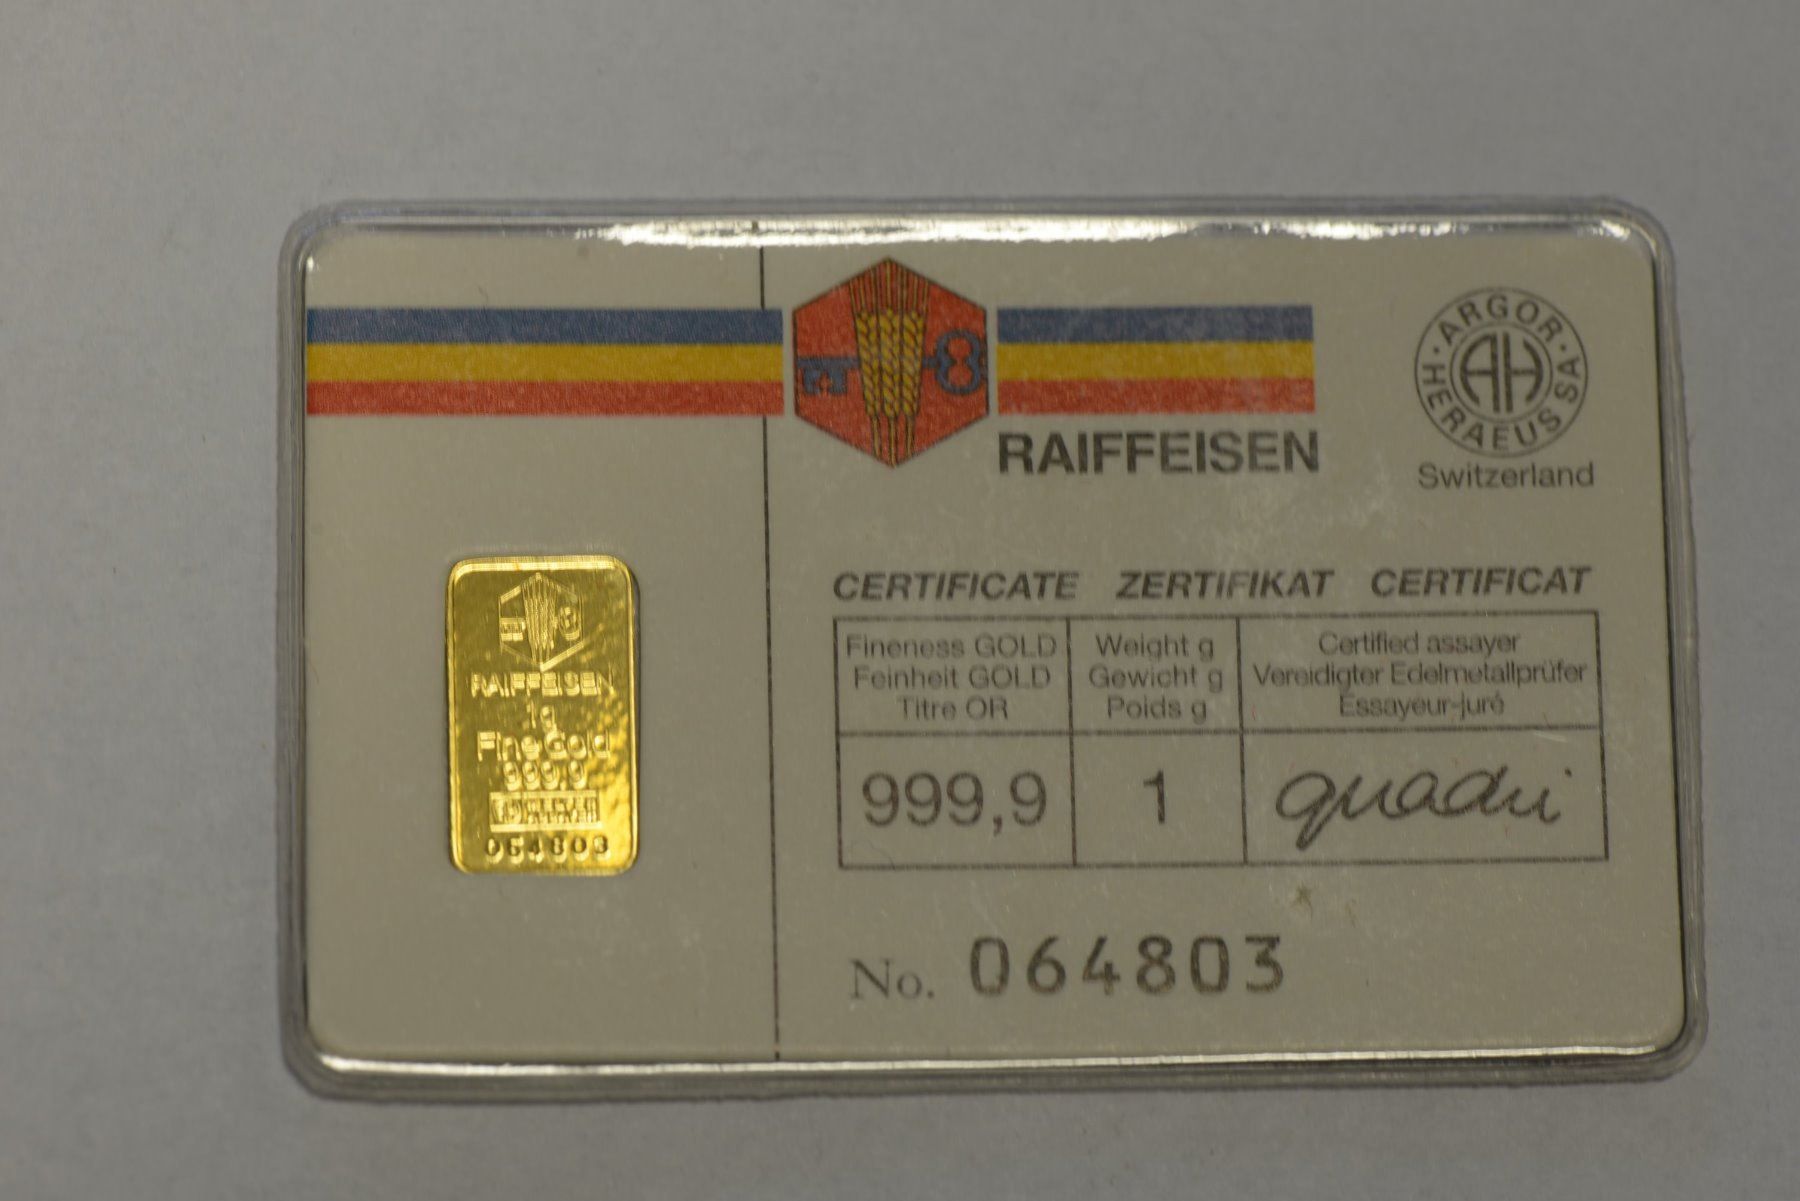 RAIFFEISEN
ARGOR HERAEUS SA
AH
Switzerland
CERTIFICATE ZERTIFIKAT CERTIFICAT
Fineness GOLD
Feinheit GOLD
Titre OR
Weight g
Gewicht g
Poids g
Certified assayer
Vereidigter Edelmetallprüfer
Essayeur-juré
999,9
1
quadri
No. 064803
RAIFFEISEN
1g
Fine Gold
999.9
064803